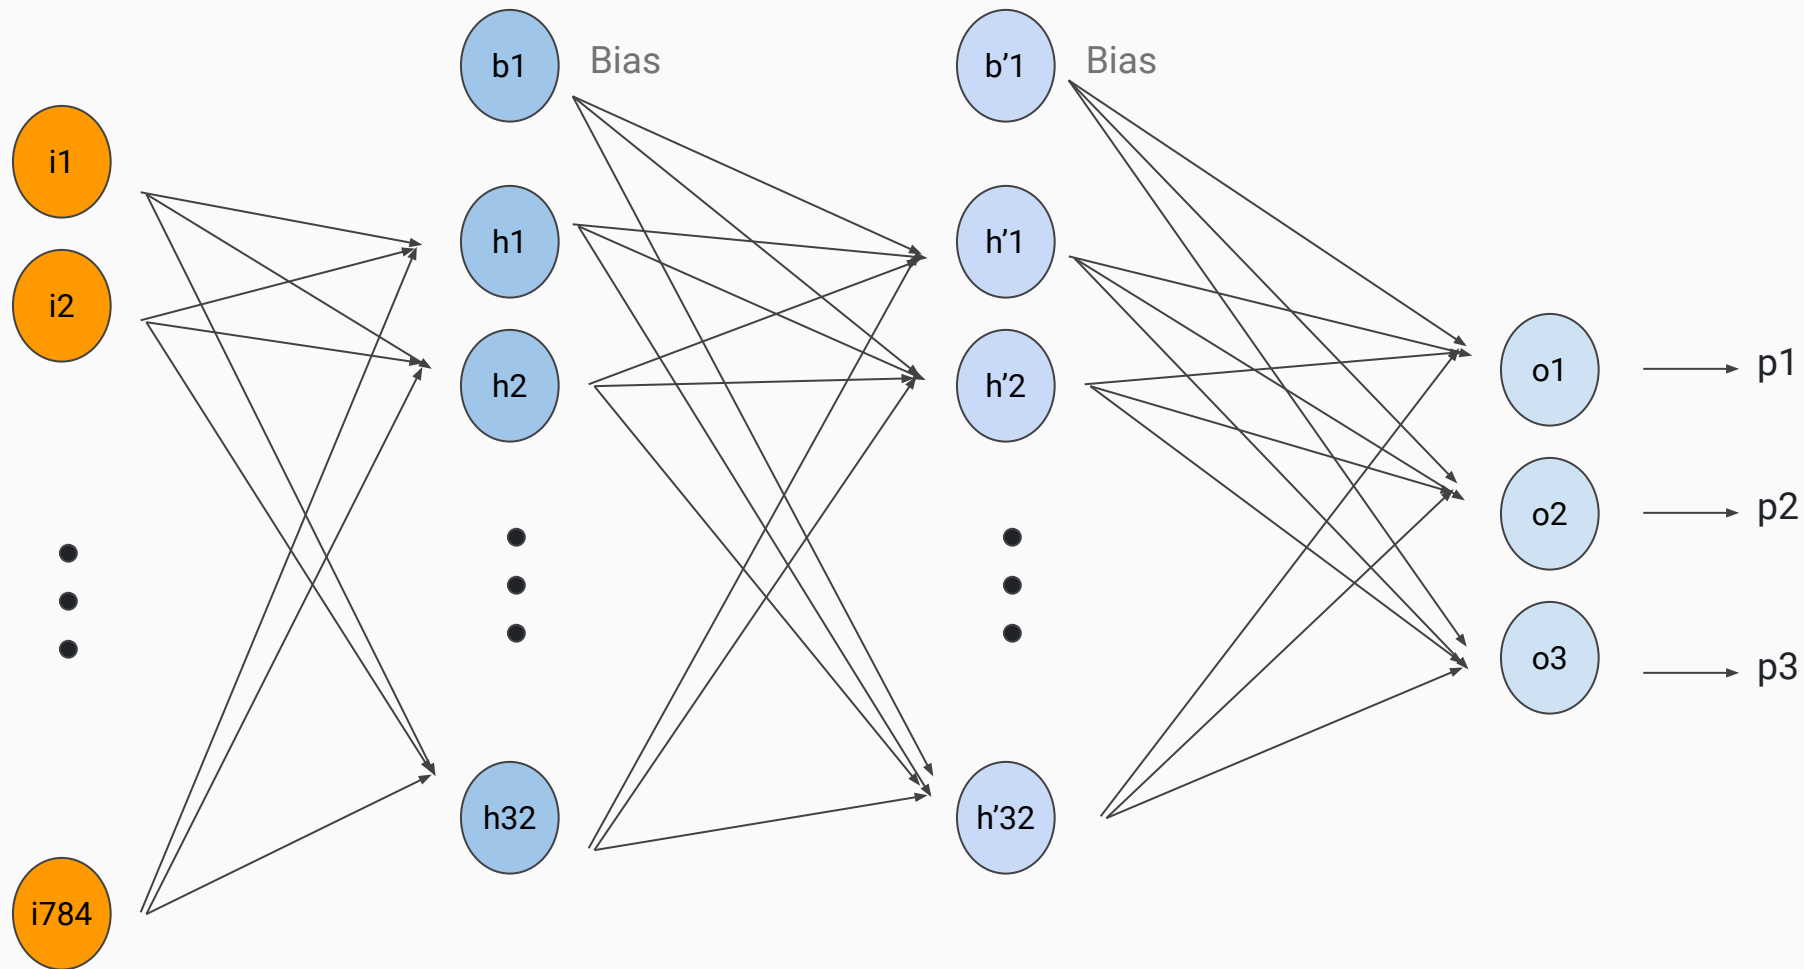 i1
i2
i784
b1
Bias
h1
h2
h32
b’1
Bias
h’1
h’2
h’32
o1
o2
o3
p1
p2
p3